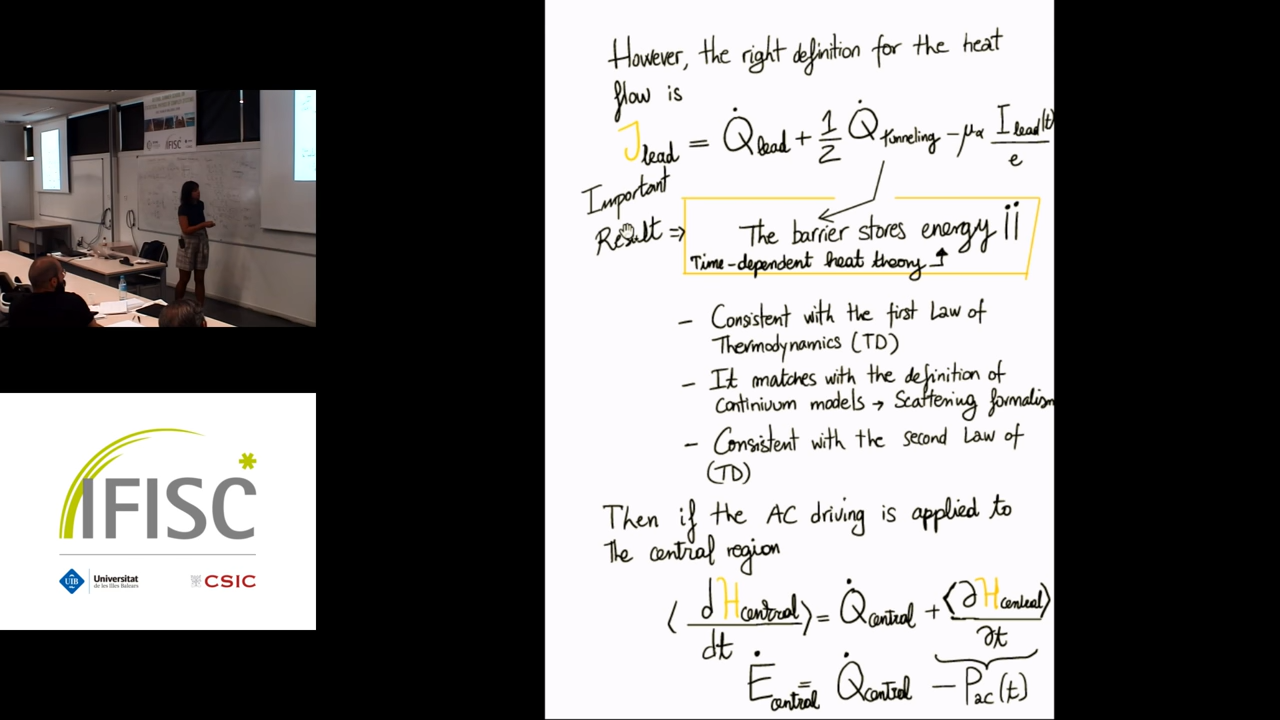 However, the right definition for the heat
flow is
J_lead = Q̇_lead + 1/2 Q̇_tunneling − μ_α I_lead(t)/e
Important
Result ⇒
The barrier stores energy ¡¡
Time-dependent heat theory
– Consistent with the first Law of
Thermodynamics (TD)
– It matches with the definition of
continium models → Scattering formalism
– Consistent with the second Law of
(TD)
Then if the AC driving is applied to
the central region
⟨dH_central/dt⟩ = Q̇_central + ⟨∂H_central⟩/∂t
Ė_central = Q̇_central − P_ac(t)
IFISC
UIB
Universitat
de les Illes Balears
CSIC
IFISC